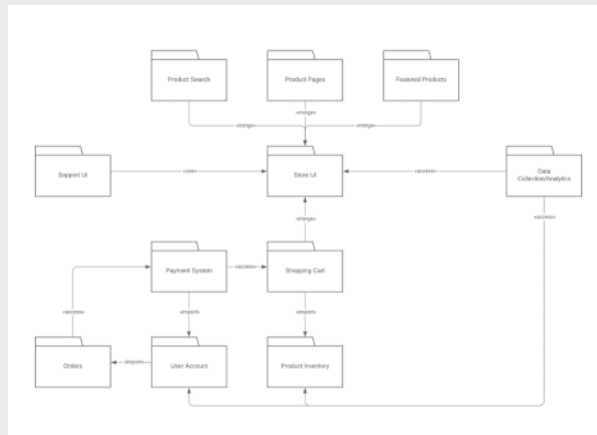 Product Search
Product Pages
Featured Products
«merge»
«merge»
«merge»
Support UI
«use»
Store UI
«access»
Data
Collection/Analytics
«merge»
«access»
Payment System
«access»
Shopping Cart
«access»
«import»
«import»
Orders
«import»
User Account
Product Inventory